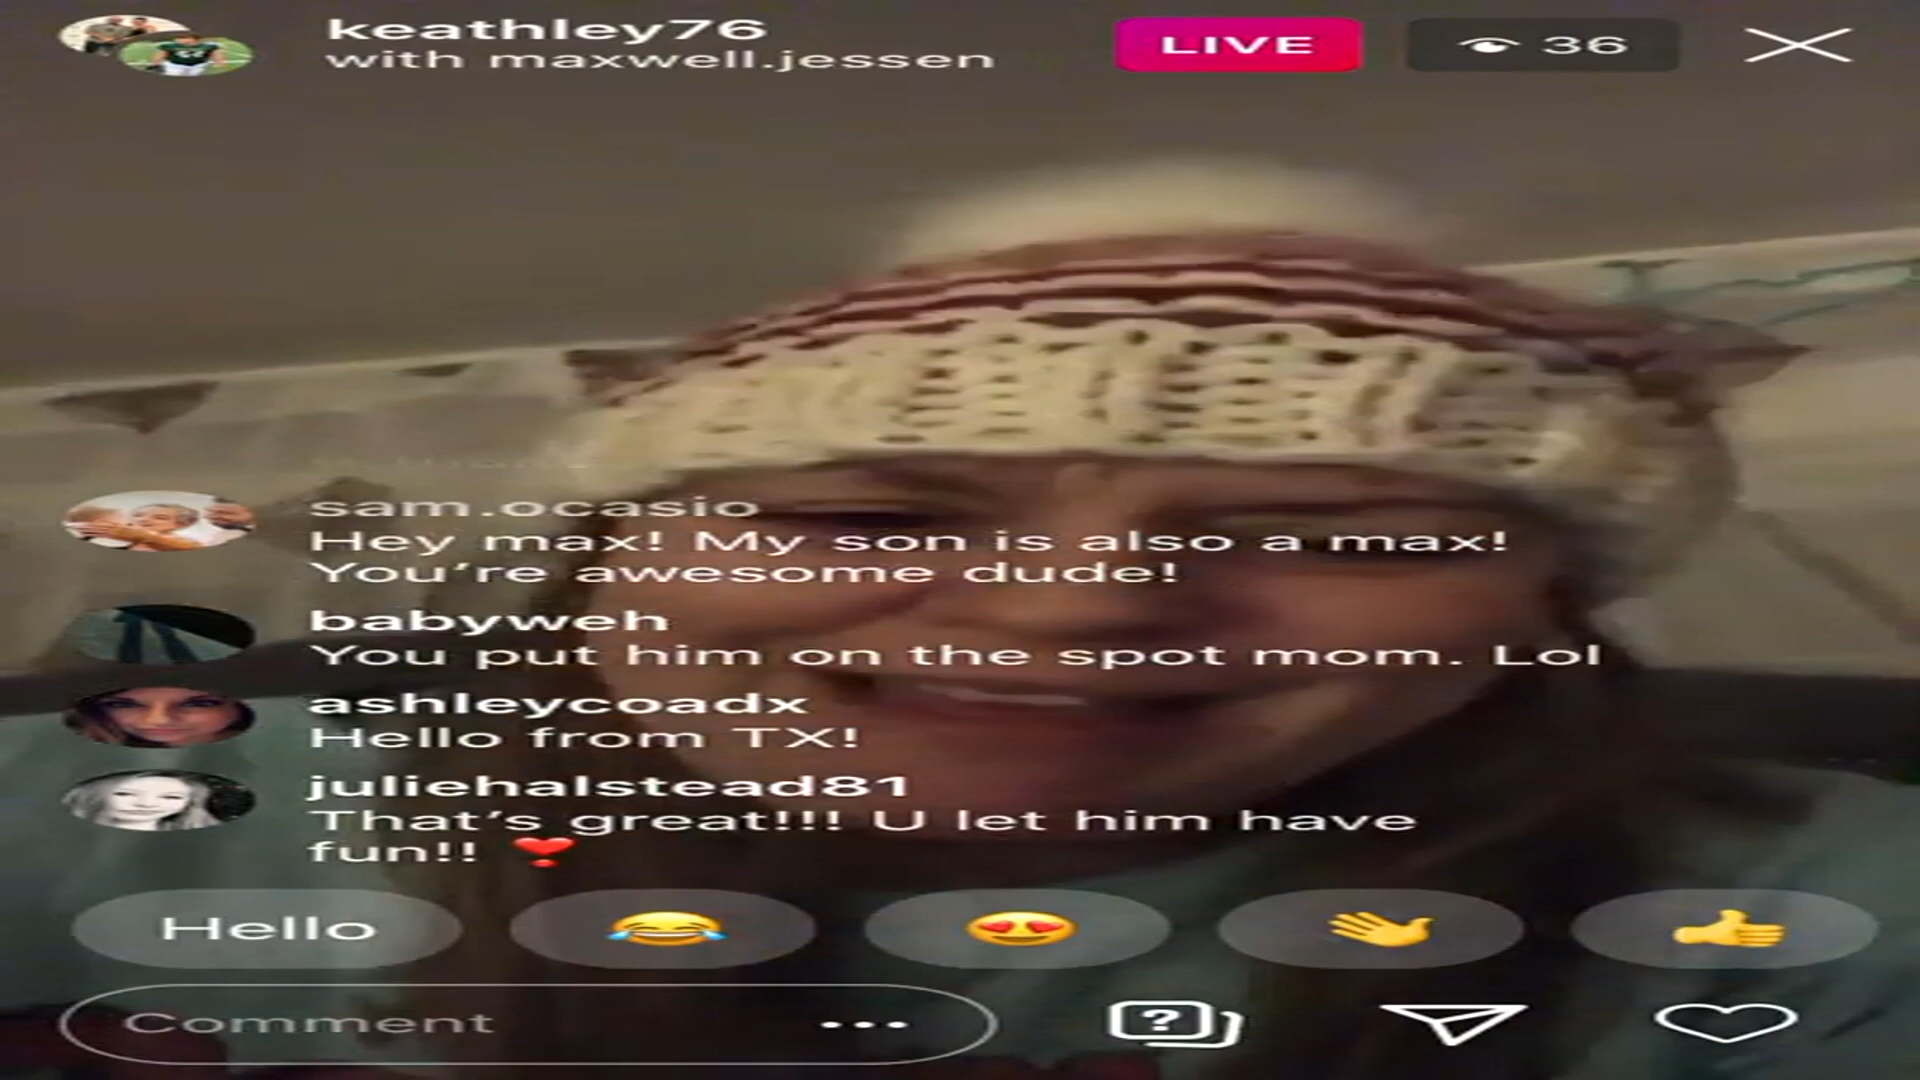 keathley76
with maxwell.jessen
LIVE
36
sam.ocasio
Hey max! My son is also a max!
You're awesome dude!
babyweh
You put him on the spot mom. Lol
ashleycoadx
Hello from TX!
juliehalstead81
That's great!!! U let him have
fun!! ❣️
Hello
Comment